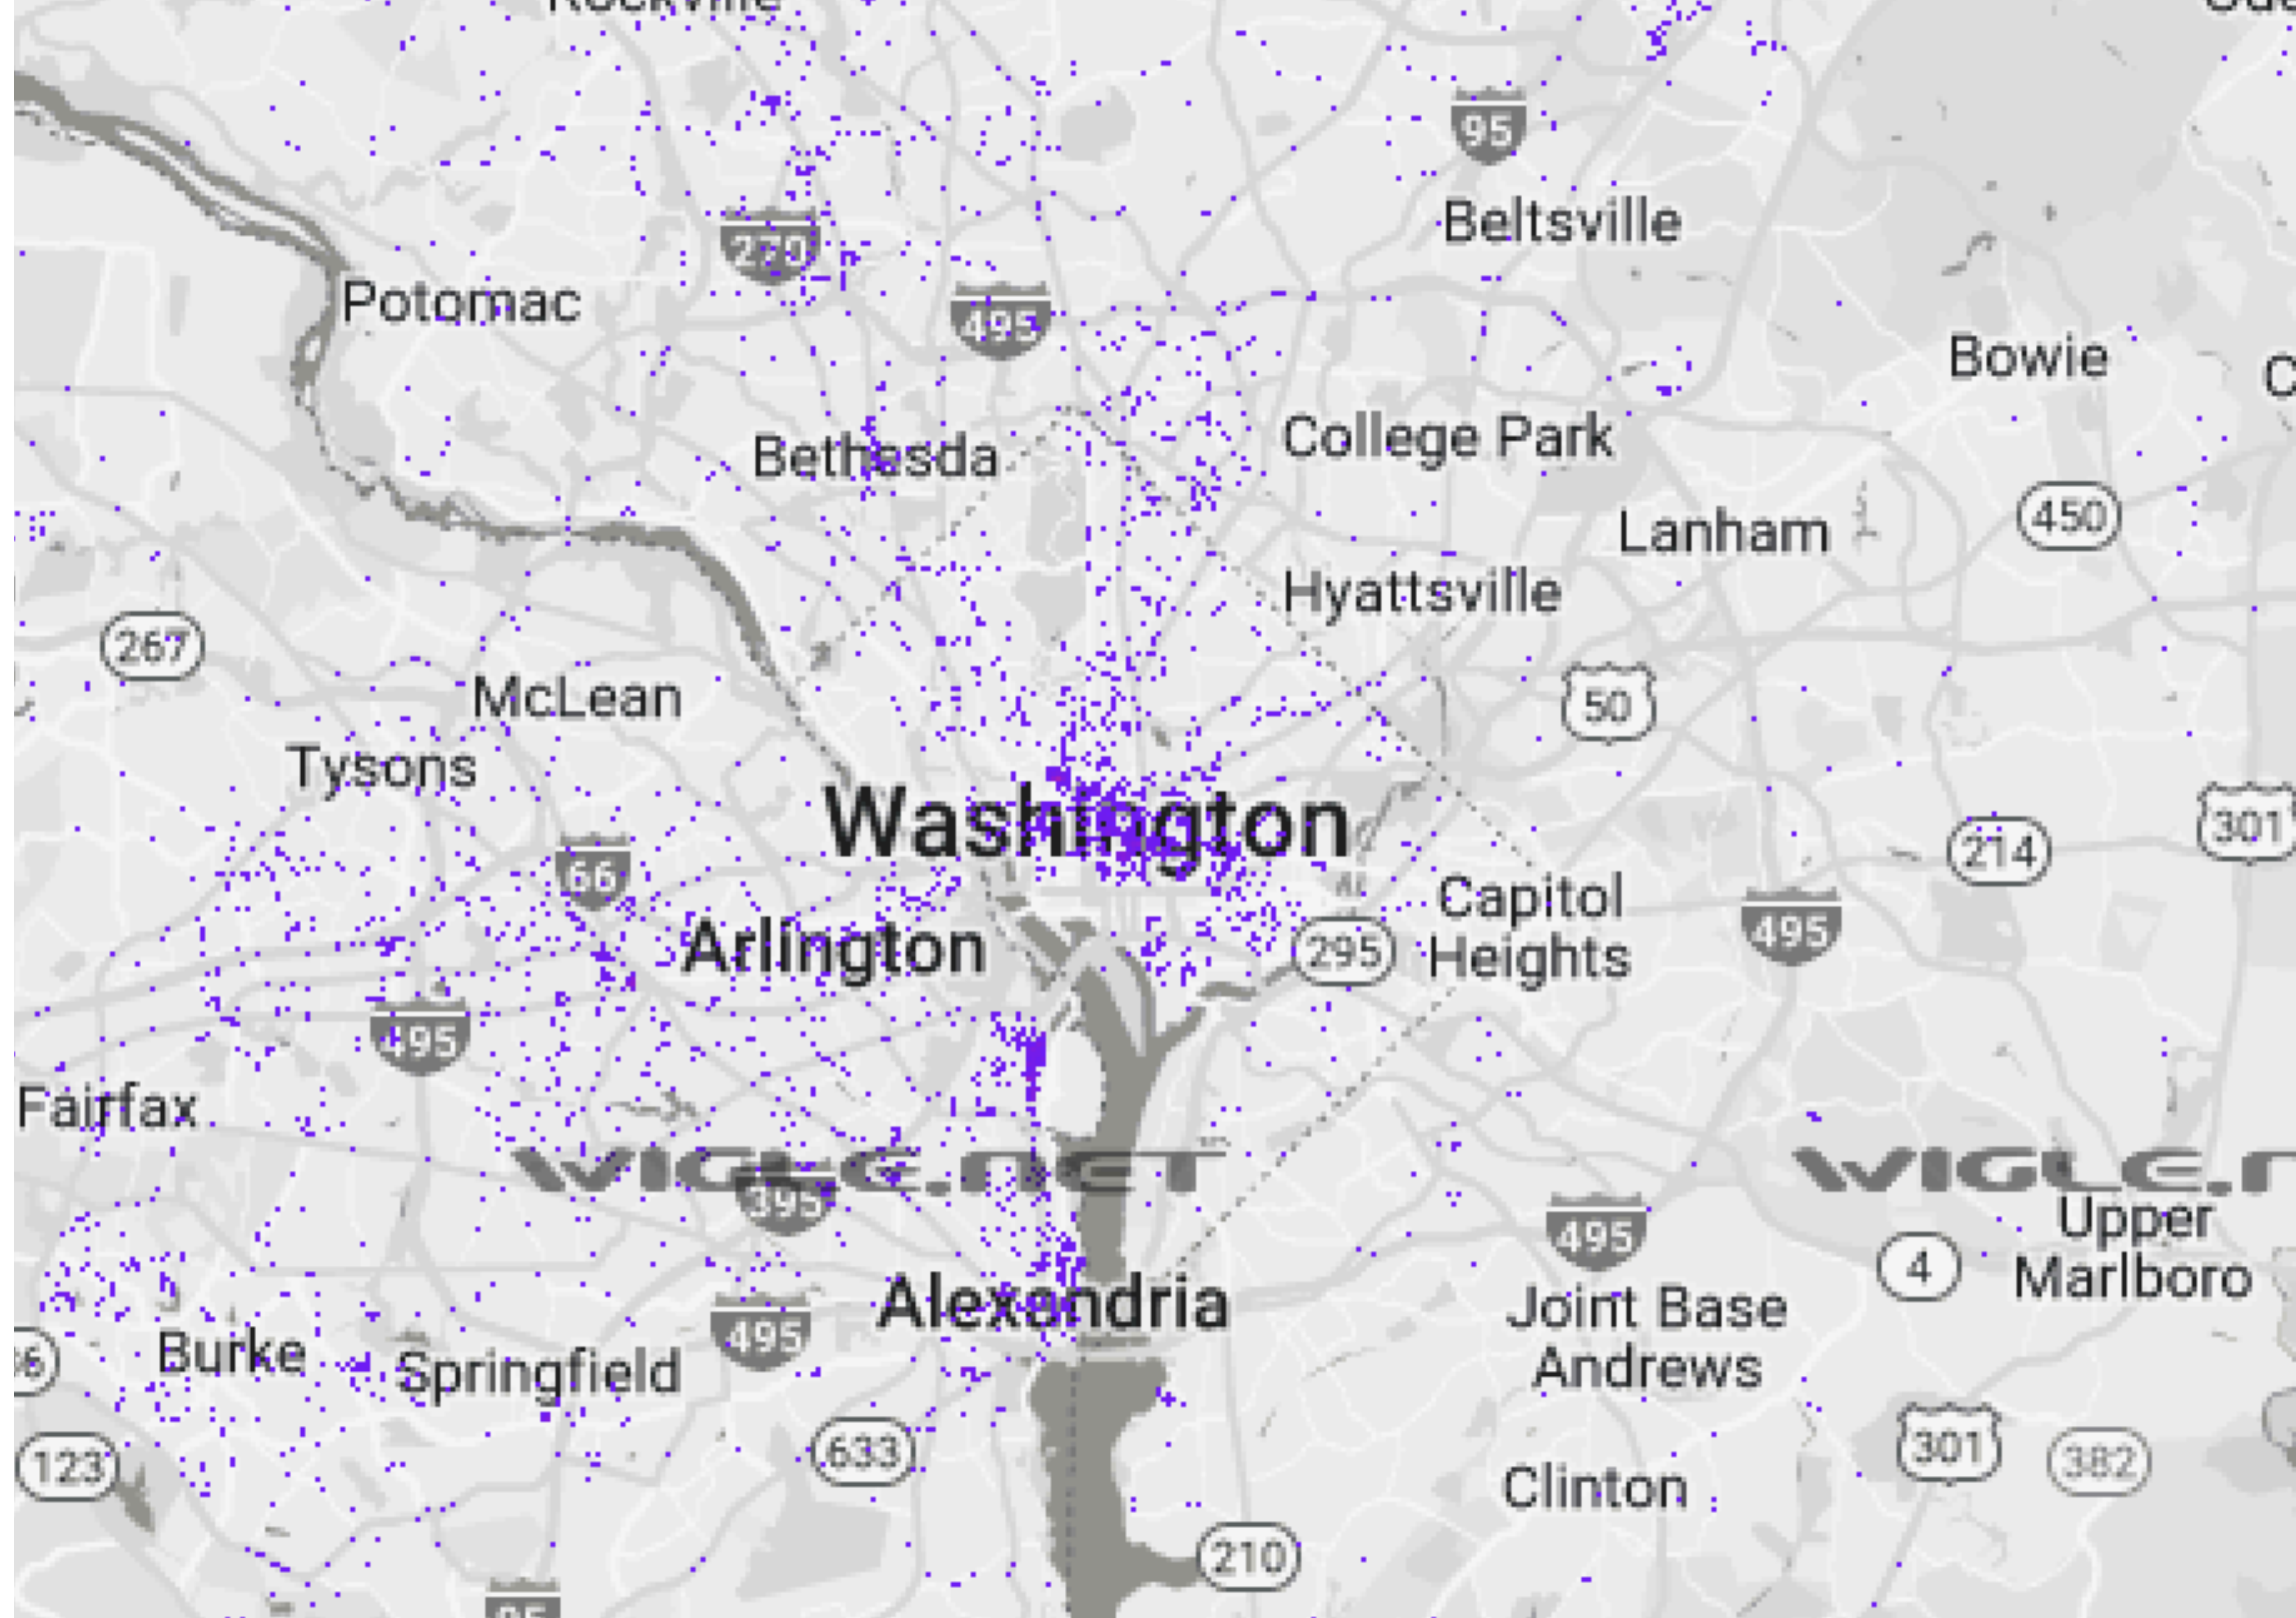 Rockville
95
Beltsville
270
Potomac
495
Bowie
College Park
Bethesda
450
Lanham
Hyattsville
267
McLean
50
Tysons
Washington
301
214
66
Capitol
Heights
Arlington
295
495
495
Fairfax
WIGLE.NET
WIGLE.N
395
Upper
Marlboro
495
4
Alexandria
Joint Base
Andrews
495
Burke
Springfield
301
382
123
633
Clinton
210
95